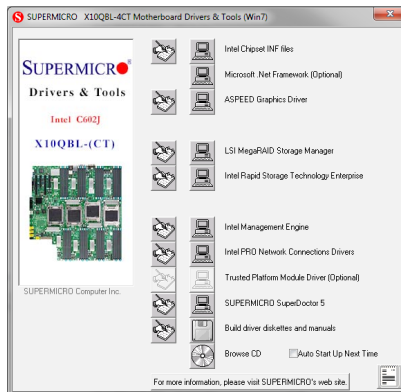 SUPERMICRO X10QBL-4CT Motherboard Drivers & Tools (Win7)
SUPERMICRO
Drivers & Tools
Intel C602J
X10QBL-(CT)
SUPERMICRO Computer Inc.
Intel Chipset INF files
Microsoft .Net Framework (Optional)
ASPEED Graphics Driver
LSI MegaRAID Storage Manager
Intel Rapid Storage Technology Enterprise
Intel Management Engine
Intel PRO Network Connections Drivers
Trusted Platform Module Driver (Optional)
SUPERMICRO SuperDoctor 5
Build driver diskettes and manuals
Browse CD
Auto Start Up Next Time
For more information, please visit SUPERMICRO's web site.